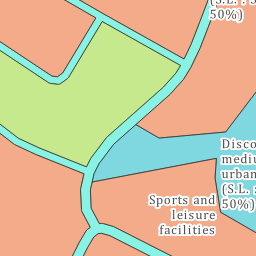 (S.L. : S
50%)
Disco
mediu
urban
(S.L. :
50%)
Sports and
leisure
facilities